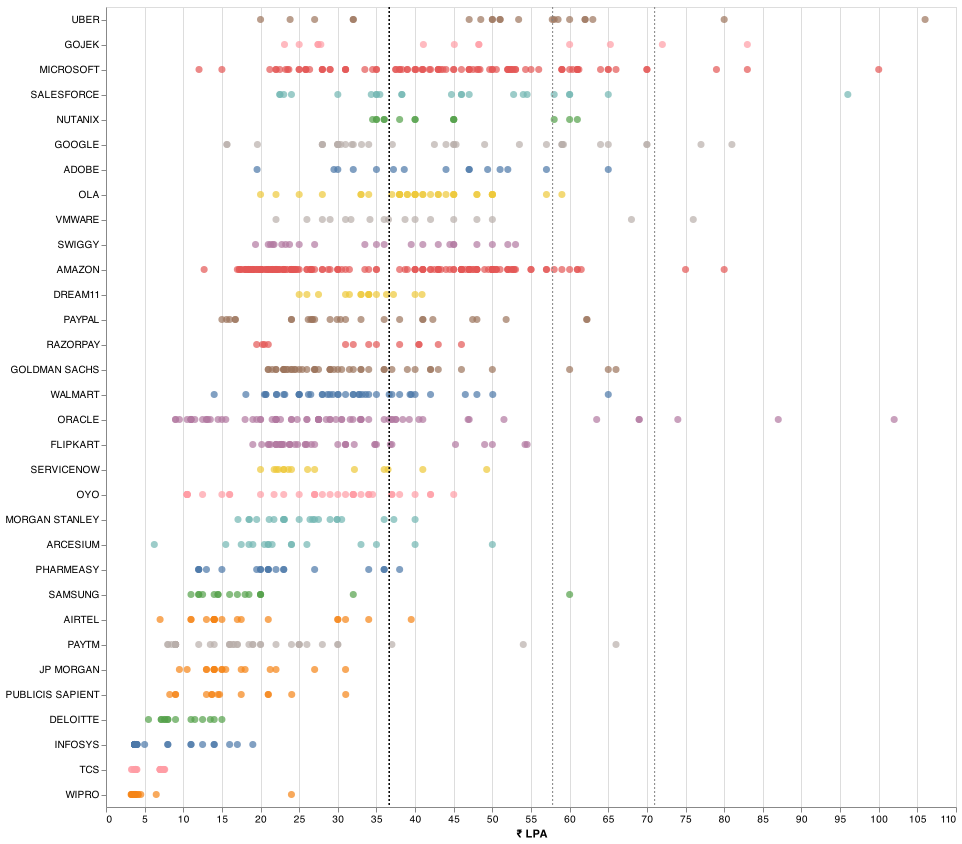 UBER
GOJEK
MICROSOFT
SALESFORCE
NUTANIX
GOOGLE
ADOBE
OLA
VMWARE
SWIGGY
AMAZON
DREAM11
PAYPAL
RAZORPAY
GOLDMAN SACHS
WALMART
ORACLE
FLIPKART
SERVICENOW
OYO
MORGAN STANLEY
ARCESIUM
PHARMEASY
SAMSUNG
AIRTEL
PAYTM
JP MORGAN
PUBLICIS SAPIENT
DELOITTE
INFOSYS
TCS
WIPRO
0 5 10 15 20 25 30 35 40 45 50 55 60 65 70 75 80 85 90 95 100 105 110
₹ LPA